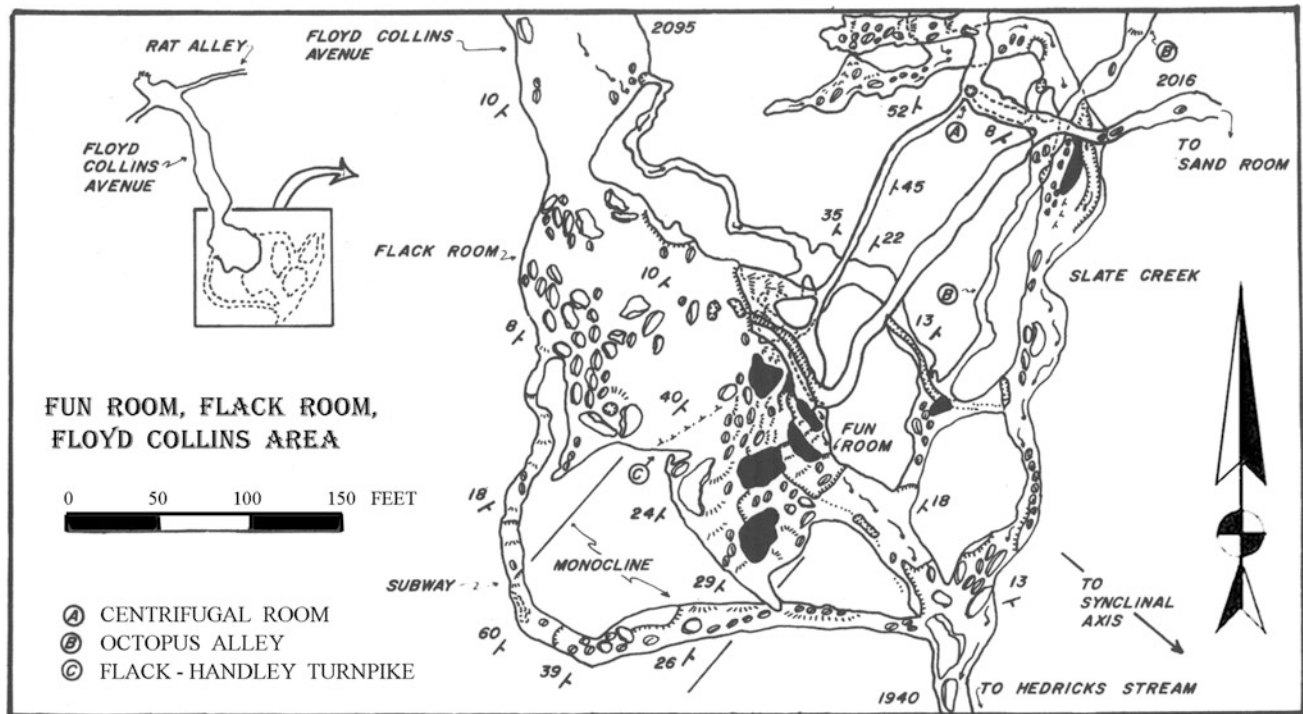 RAT ALLEY
FLOYD
COLLINS
AVENUE
FLOYD COLLINS
AVENUE
2095
10
52
A
8
B
2016
TO
SAND ROOM
45
35
22
FLACK ROOM
10
B
SLATE CREEK
13
8
40
FUN
ROOM
FUN ROOM, FLACK ROOM,
FLOYD COLLINS AREA
0 50 100 150 FEET
C
18
24
18
MONOCLINE
SUBWAY
29
13
TO
SYNCLINAL
AXIS
60
39
26
1940
TO HEDRICKS STREAM
A CENTRIFUGAL ROOM
B OCTOPUS ALLEY
C FLACK - HANDLEY TURNPIKE